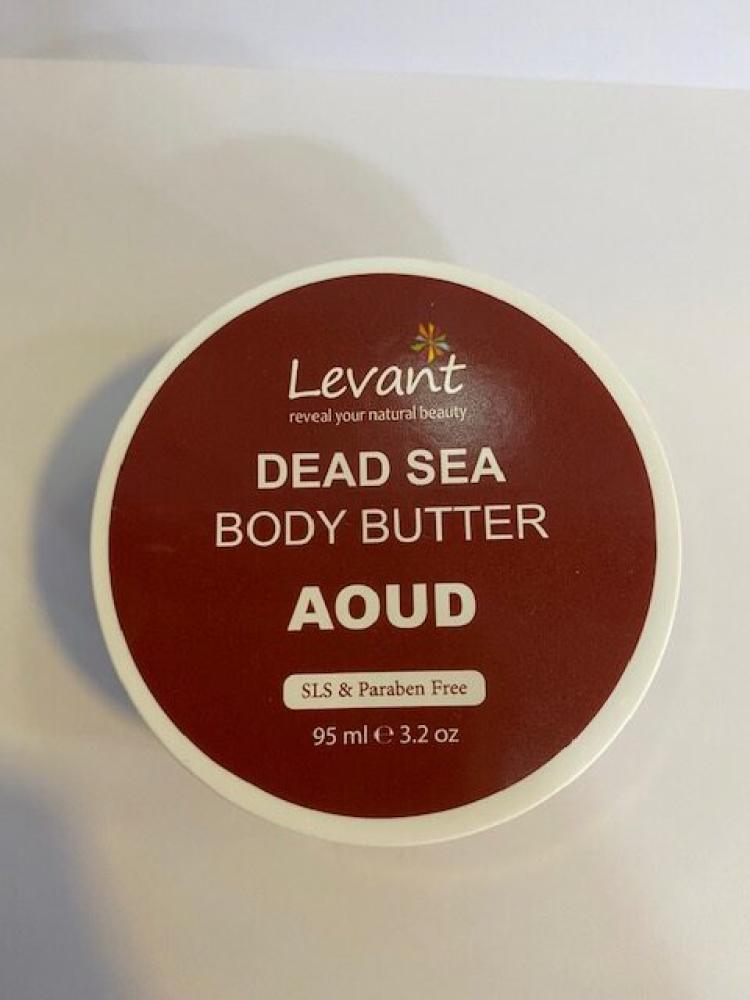 Levant
reveal your natural beauty
DEAD SEA
BODY BUTTER
AOUD
SLS & Paraben Free
95 ml ℮ 3.2 oz